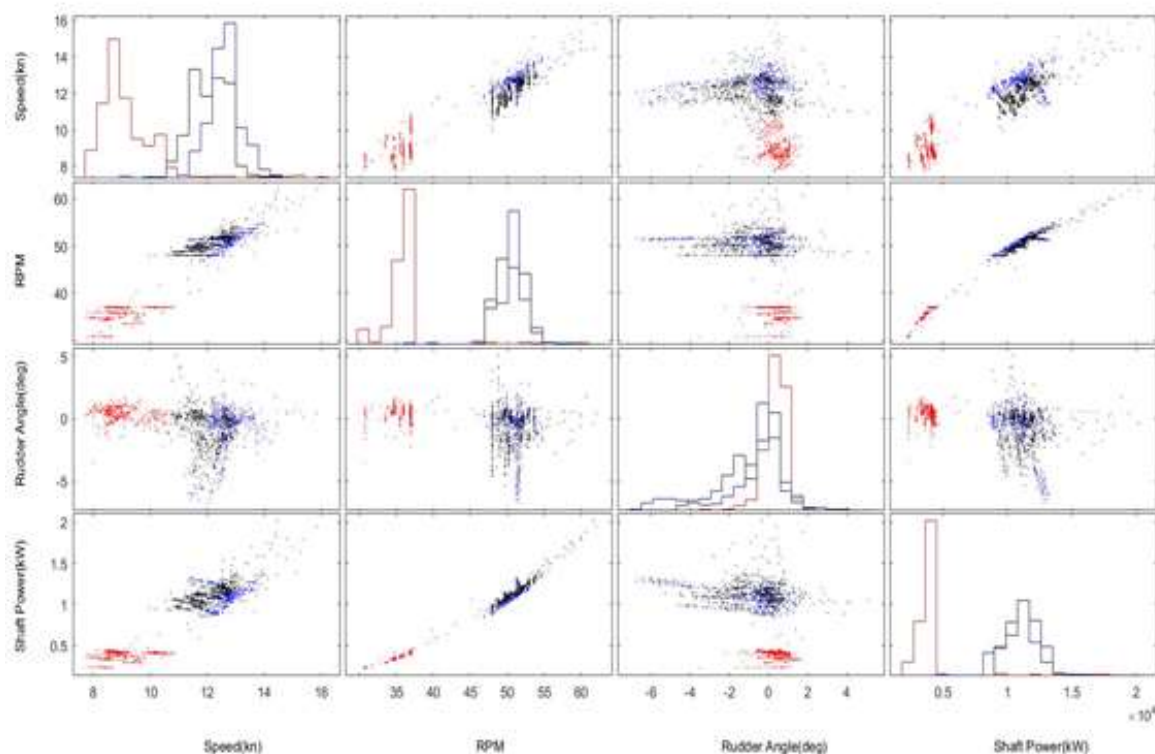 16
14
Speed(kn)
12
10
8
60
RPM
50
40
5
Rudder Angle(deg)
0
-5
2
Shaft Power(kW)
1.5
1
0.5
8 10 12 14 16 35 40 45 50 55 60 -6 -4 -2 0 2 4 0.5 1 1.5 2
× 10⁴
Speed(kn) RPM Rudder Angle(deg) Shaft Power(kW)